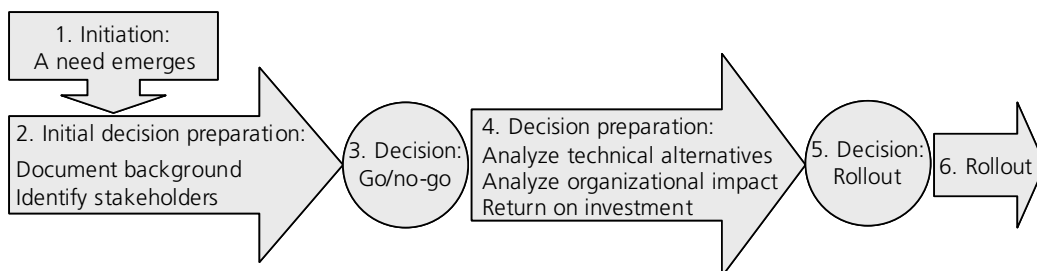 1. Initiation:
A need emerges
2. Initial decision preparation:
Document background
Identify stakeholders
3. Decision:
Go/no-go
4. Decision preparation:
Analyze technical alternatives
Analyze organizational impact
Return on investment
5. Decision:
Rollout
6. Rollout